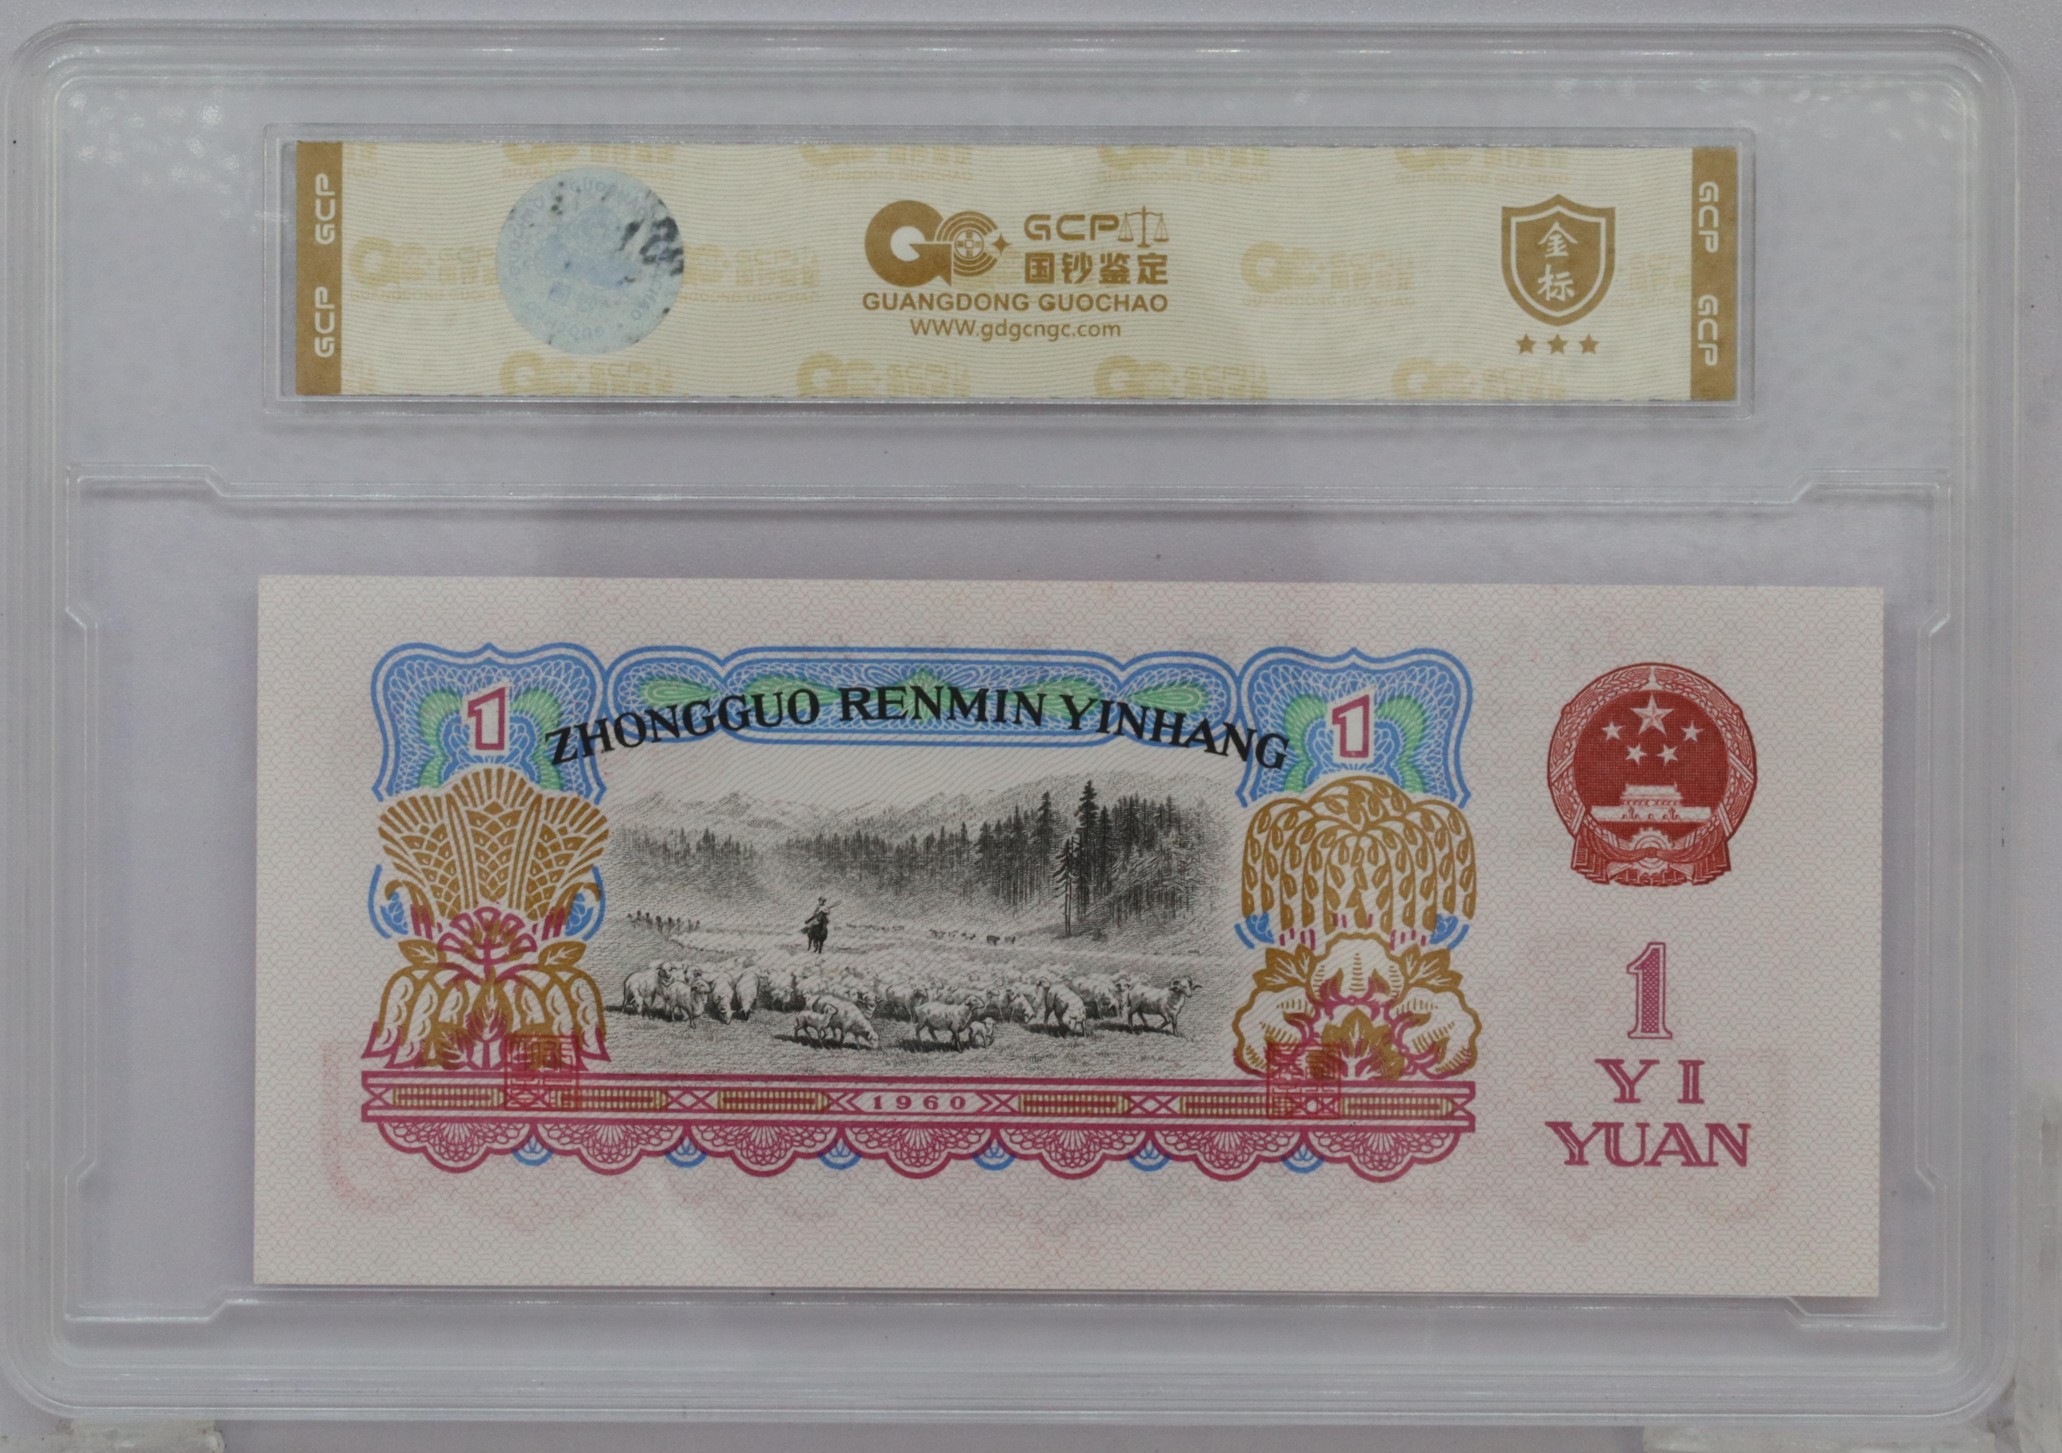 GCP GCP
GCP
国钞鉴定
GUANGDONG GUOCHAO
WWW.gdgcngc.com
金标
GCP GCP
ZHONGGUO RENMIN YINHANG
1
1
1960
1
YI
YUAN